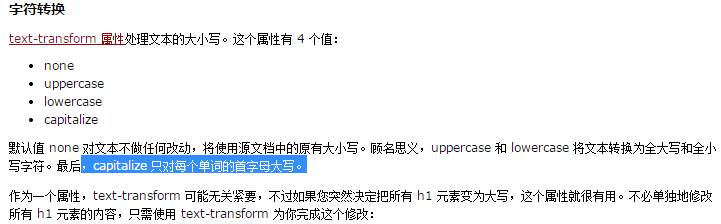 字符转换
text-transform 属性处理文本的大小写。这个属性有 4 个值：
none
uppercase
lowercase
capitalize
默认值 none 对文本不做任何改动，将使用源文档中的原有大小写。顾名思义，uppercase 和 lowercase 将文本转换为全大写和全小
写字符。最后，capitalize 只对每个单词的首字母大写。
作为一个属性，text-transform 可能无关紧要，不过如果您突然决定把所有 h1 元素变为大写，这个属性就很有用。不必单独地修改
所有 h1 元素的内容，只需使用 text-transform 为你完成这个修改：